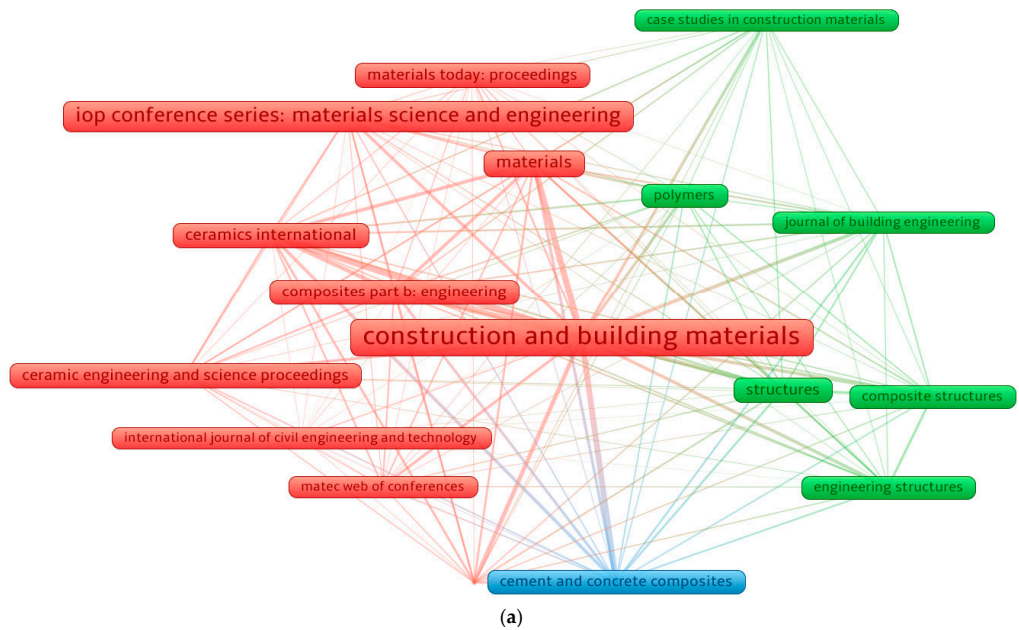 case studies in construction materials
materials today: proceedings
iop conference series: materials science and engineering
materials
polymers
journal of building engineering
ceramics international
composites part b: engineering
construction and building materials
ceramic engineering and science proceedings
structures
composite structures
international journal of civil engineering and technology
matec web of conferences
engineering structures
cement and concrete composites
(a)